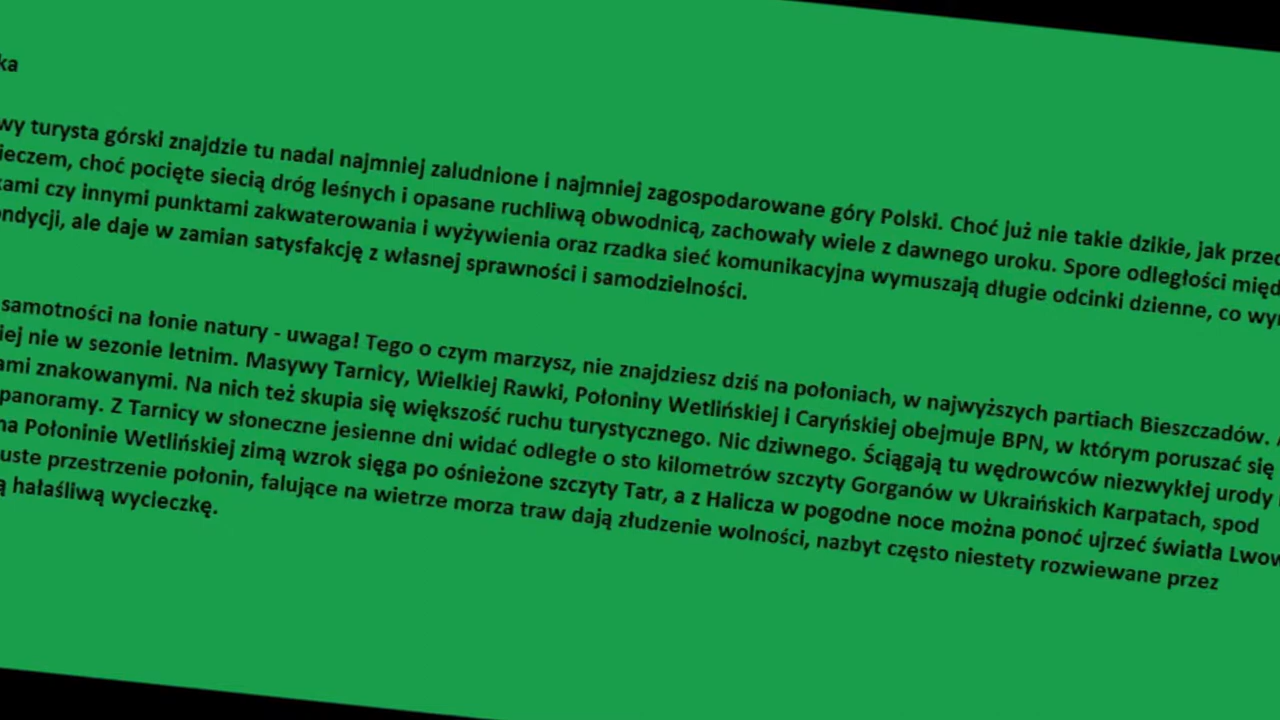 ka
wy turysta górski znajdzie tu nadal najmniej zaludnione i najmniej zagospodarowane góry Polski. Choć już nie takie dzikie, jak przed
ieczem, choć pocięte siecią dróg leśnych i opasane ruchliwą obwodnicą, zachowały wiele z dawnego uroku. Spore odległości międ
kami czy innymi punktami zakwaterowania i wyżywienia oraz rzadka sieć komunikacyjna wymuszają długie odcinki dzienne, co wy
ondycji, ale daje w zamian satysfakcję z własnej sprawności i samodzielności.
samotności na łonie natury - uwaga! Tego o czym marzysz, nie znajdziesz dziś na połoniach, w najwyższych partiach Bieszczadów.
iej nie w sezonie letnim. Masywy Tarnicy, Wielkiej Rawki, Połoniny Wetlińskiej i Caryńskiej obejmuje BPN, w którym poruszać się
ami znakowanymi. Na nich też skupia się większość ruchu turystycznego. Nic dziwnego. Ściągają tu wędrowców niezwykłej urody
panoramy. Z Tarnicy w słoneczne jesienne dni widać odległe o sto kilometrów szczyty Gorganów w Ukraińskich Karpatach, spod
na Połoninie Wetlińskiej zimą wzrok sięga po ośnieżone szczyty Tatr, a z Halicza w pogodne noce można ponoć ujrzeć światła Lwow
uste przestrzenie połonin, falujące na wietrze morza traw dają złudzenie wolności, nazbyt często niestety rozwiewane przez
ą hałaśliwą wycieczkę.